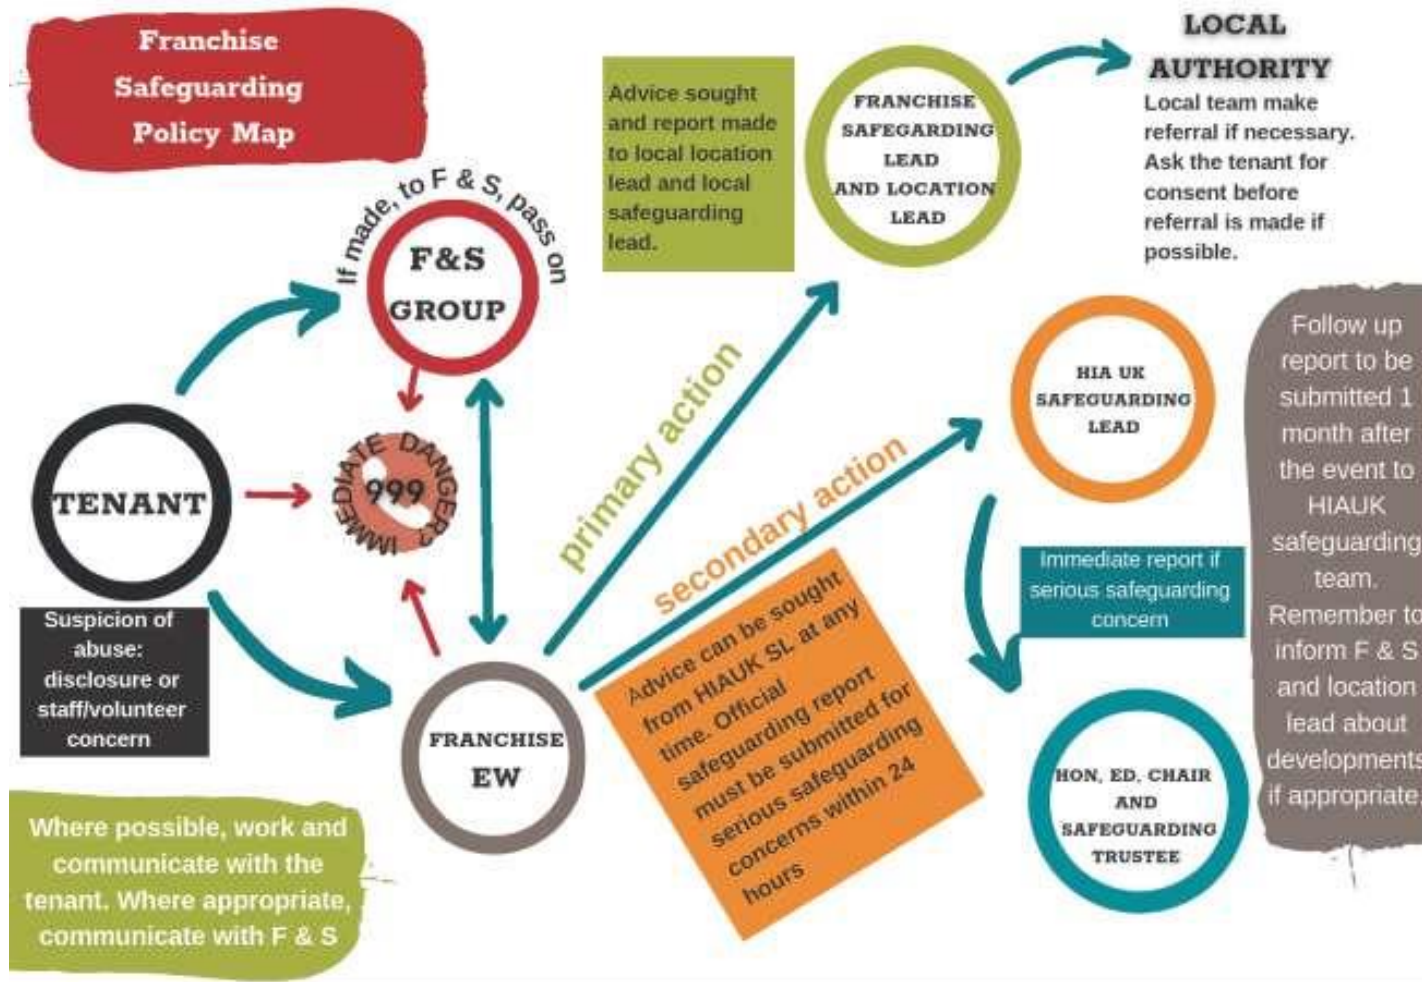 Franchise
Safeguarding
Policy Map
If made, to F & S, pass on
F&S
GROUP
TENANT
IMMEDIATE DANGER?
999
Suspicion of
abuse:
disclosure or
staff/volunteer
concern
FRANCHISE
EW
Where possible, work and
communicate with the
tenant. Where appropriate,
communicate with F & S
primary action
Advice sought
and report made
to local location
lead and local
safeguarding
lead.
FRANCHISE
SAFEGARDING
LEAD
AND LOCATION
LEAD
LOCAL
AUTHORITY
Local team make
referral if necessary.
Ask the tenant for
consent before
referral is made if
possible.
secondary action
Advice can be sought
from HIAUK SL at any
time. Official
safeguarding report
must be submitted for
serious safeguarding
concerns within 24
hours
HIA UK
SAFEGUARDING
LEAD
Immediate report if
serious safeguarding
concern
HON, ED, CHAIR
AND
SAFEGUARDING
TRUSTEE
Follow up
report to be
submitted 1
month after
the event to
HIAUK
safeguarding
team.
Remember to
inform F & S
and location
lead about
developments
if appropriate